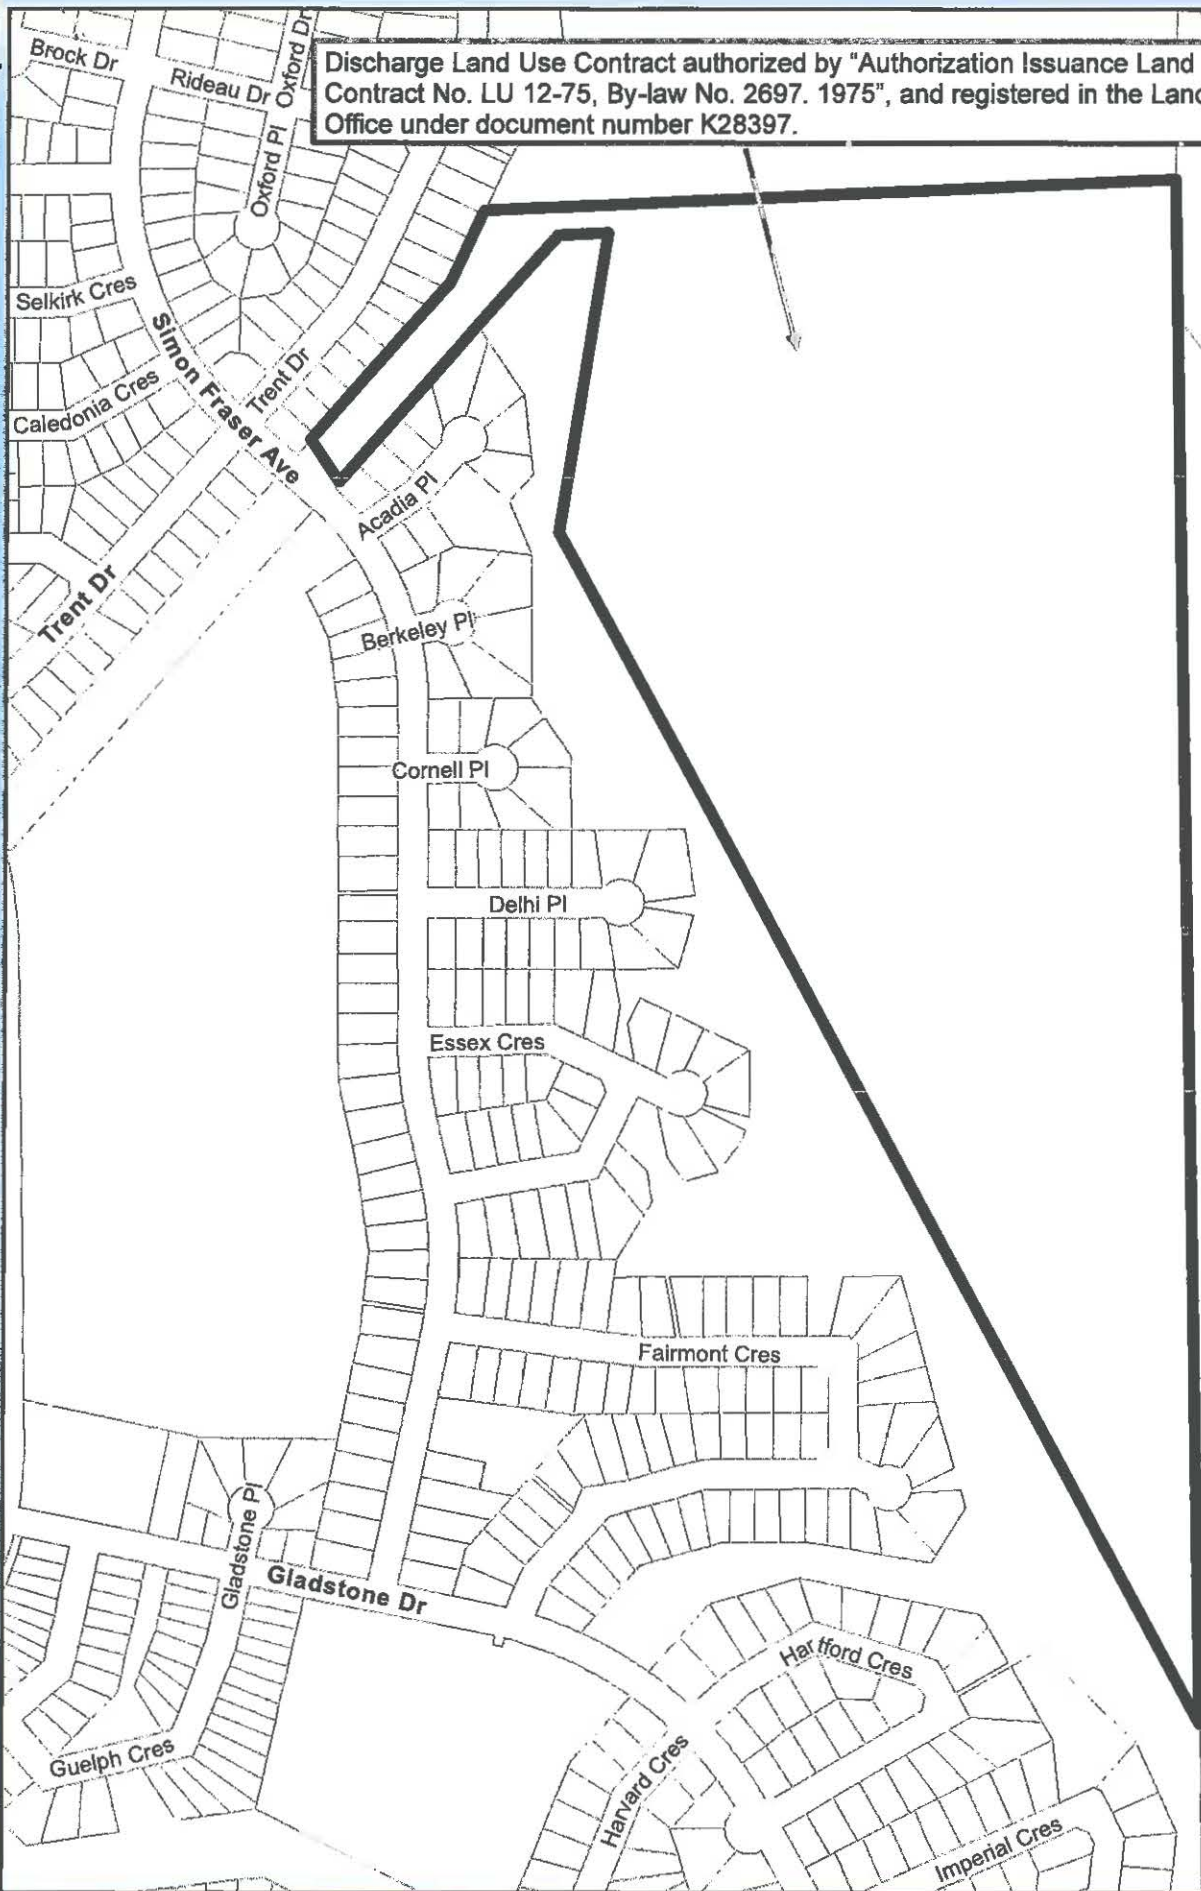 Brock Dr
Rideau Dr
Oxford Dr
Discharge Land Use Contract authorized by "Authorization Issuance Land
Contract No. LU 12-75, By-law No. 2697. 1975", and registered in the Land
Office under document number K28397.
Oxford Pl
Selkirk Cres
Simon Fraser Ave
Trent Dr
Caledonia Cres
Acadia Pl
Trent Dr
Berkeley Pl
Cornell Pl
Delhi Pl
Essex Cres
Fairmont Cres
Gladstone Pl
Gladstone Dr
Hartford Cres
Guelph Cres
Harvard Cres
Imperial Cres